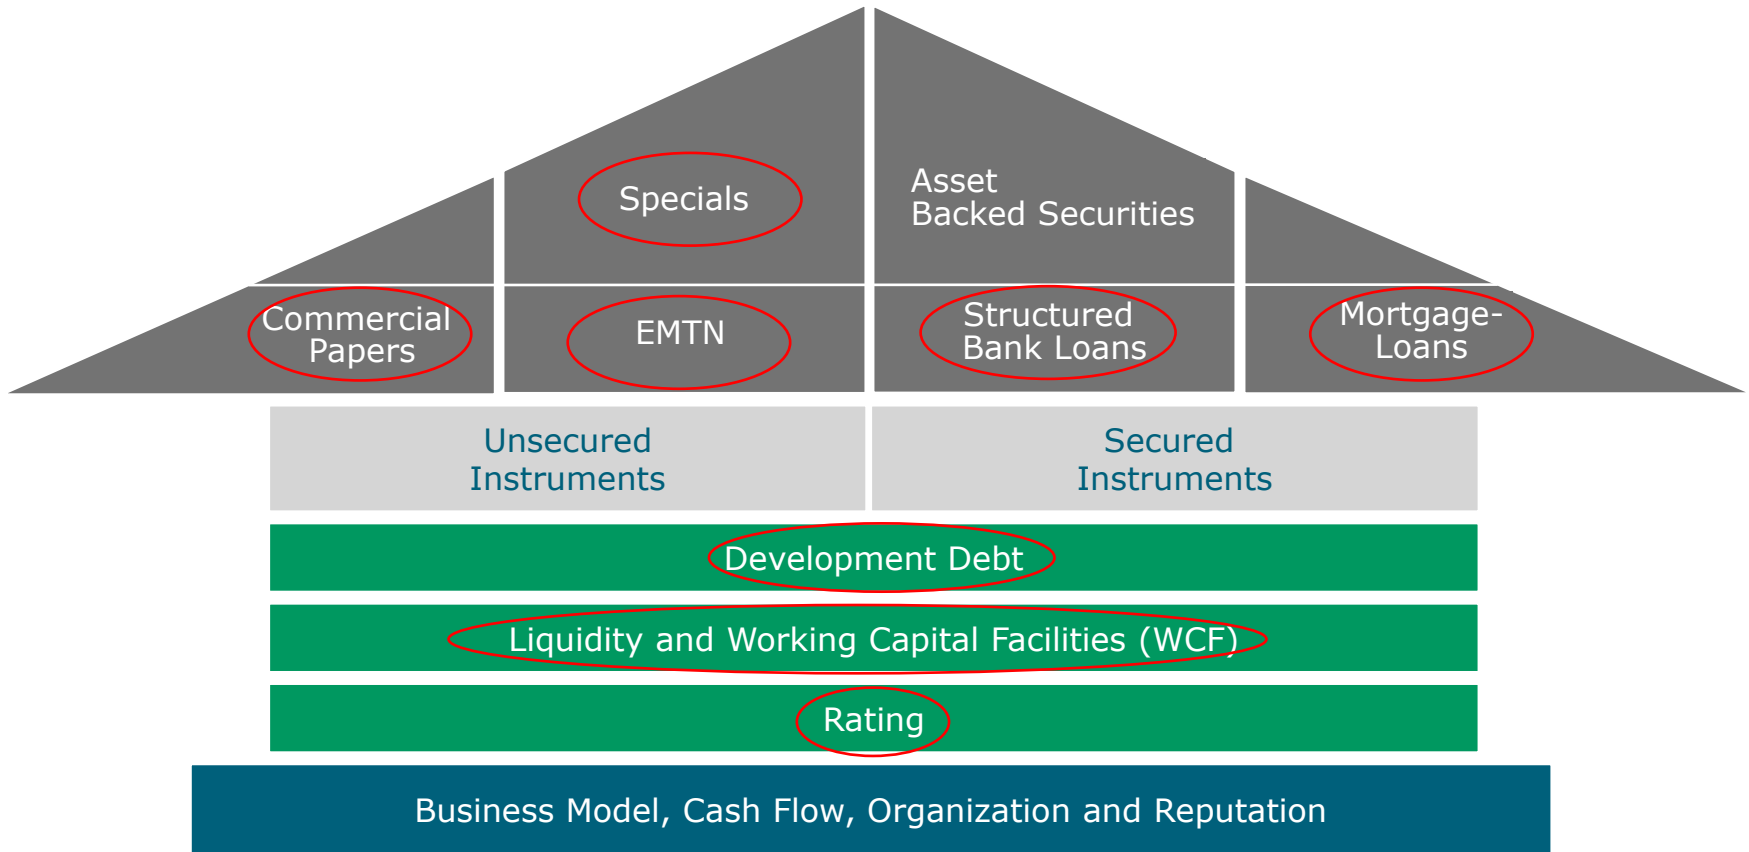 Specials
Asset
Backed Securities
Commercial
Papers
EMTN
Structured
Bank Loans
Mortgage-
Loans
Unsecured
Instruments
Secured
Instruments
Development Debt
Liquidity and Working Capital Facilities (WCF)
Rating
Business Model, Cash Flow, Organization and Reputation